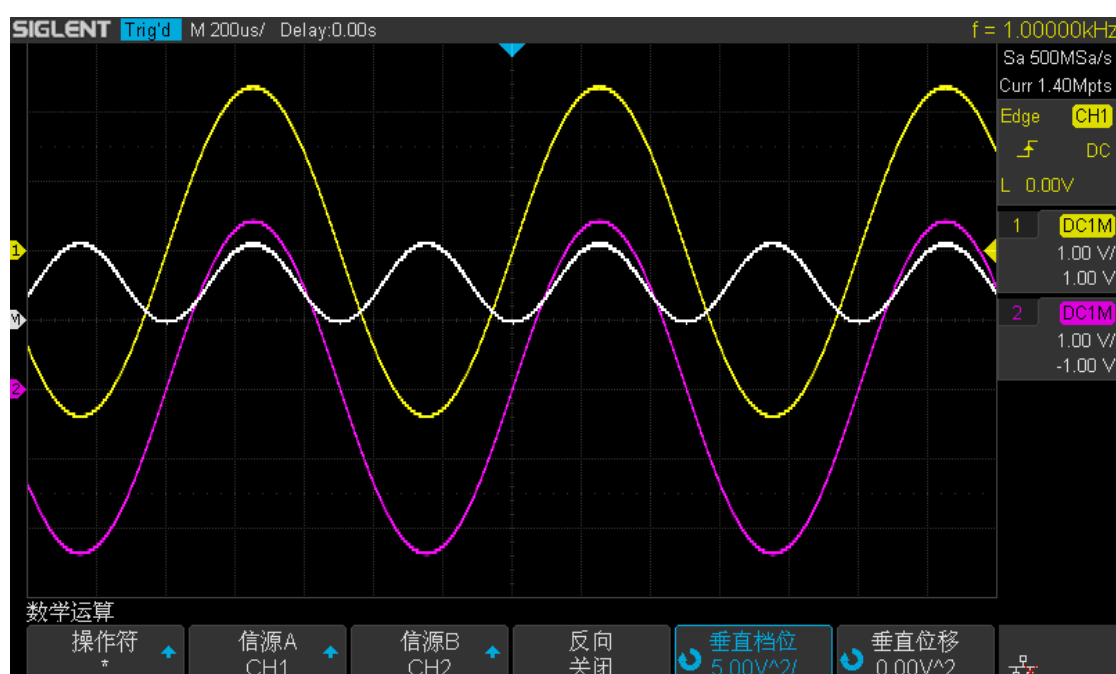 SIGLENT Trig'd M 200us/ Delay:0.00s f = 1.00000kHz
Sa 500MSa/s
Curr 1.40Mpts
Edge CH1
DC
L 0.00V
1 DC1M
1.00 V/
1.00 V
2 DC1M
1.00 V/
-1.00 V
1
M
2
数学运算
操作符 信源A 信源B 反向 垂直档位 垂直位移
* CH1 CH2 关闭 5.00V^2/ 0.00V^2